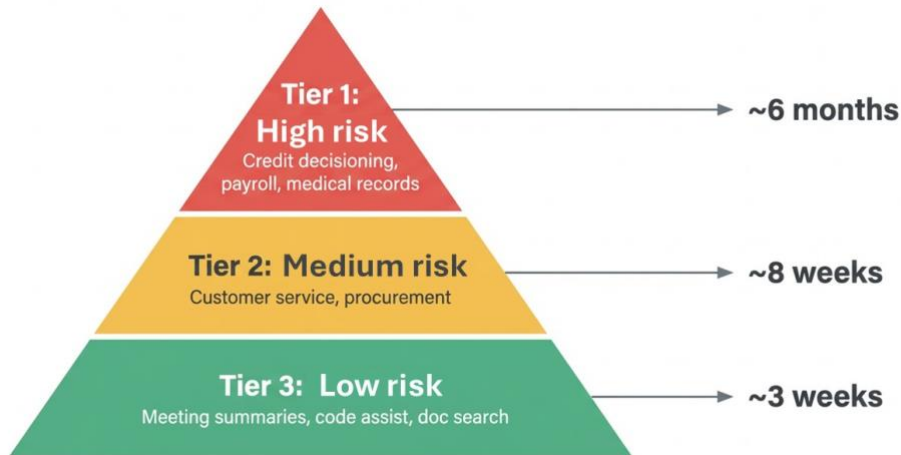 Tier 1:
High risk
Credit decisioning,
payroll, medical records
~6 months
Tier 2: Medium risk
Customer service, procurement
~8 weeks
Tier 3: Low risk
Meeting summaries, code assist, doc search
~3 weeks